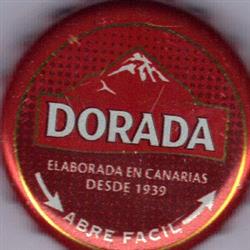 DORADA
ELABORADA EN CANARIAS
DESDE 1939
ABRE FACIL